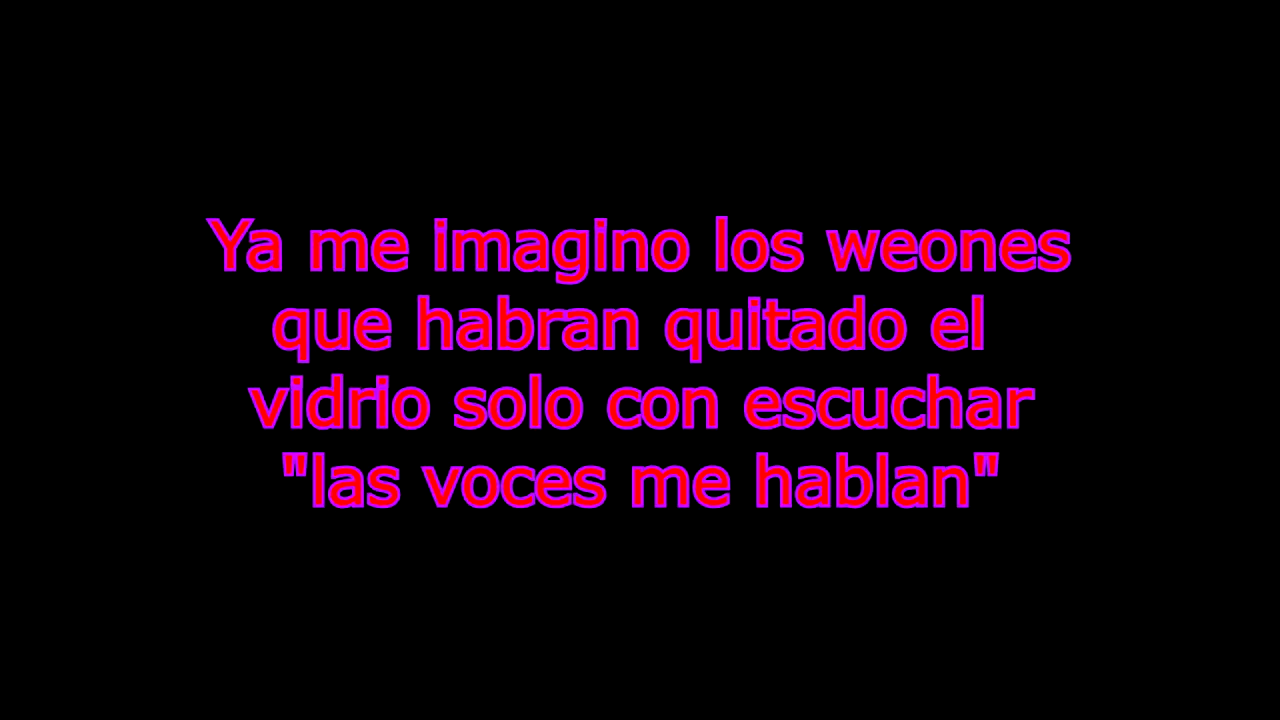 Ya me imagino los weones
que habran quitado el
vidrio solo con escuchar
"las voces me hablan"